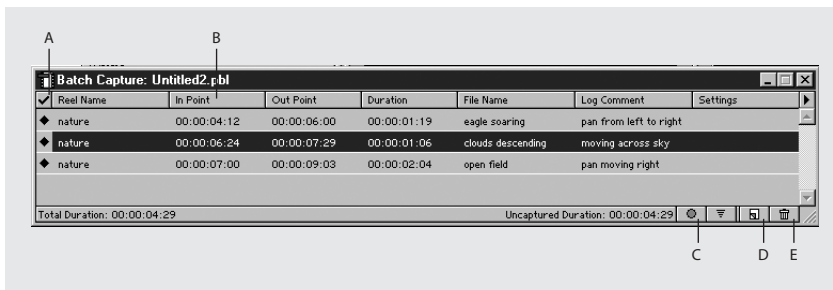 A B
Batch Capture: Untitled2.pbl
Reel Name In Point Out Point Duration File Name Log Comment Settings
nature 00:00:04:12 00:00:06:00 00:00:01:19 eagle soaring pan from left to right
nature 00:00:06:24 00:00:07:29 00:00:01:06 clouds descending moving across sky
nature 00:00:07:00 00:00:09:03 00:00:02:04 open field pan moving right
Total Duration: 00:00:04:29 Uncaptured Duration: 00:00:04:29
C D E